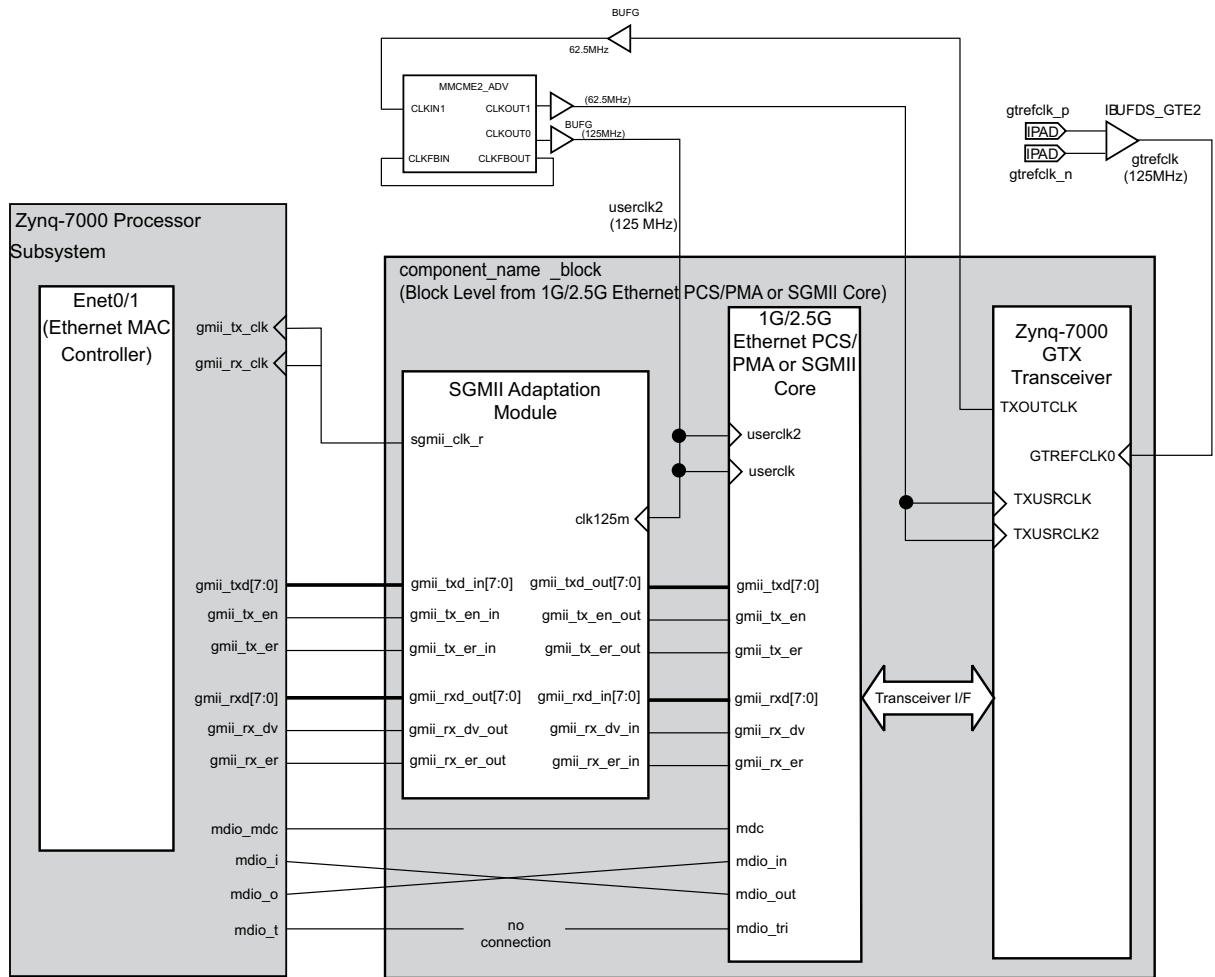 BUFG
62.5MHz
MMCME2_ADV
CLKIN1
CLKOUT1
(62.5MHz)
CLKOUT0
BUFG
(125MHz)
CLKFBIN
CLKFBOUT
gtrefclk_p
IBUFDS_GTE2
IPAD
IPAD
gtrefclk_n
gtrefclk
(125MHz)
userclk2
(125 MHz)
Zynq-7000 Processor
Subsystem
Enet0/1
(Ethernet MAC
Controller)
gmii_tx_clk
gmii_rx_clk
gmii_txd[7:0]
gmii_tx_en
gmii_tx_er
gmii_rxd[7:0]
gmii_rx_dv
gmii_rx_er
mdio_mdc
mdio_i
mdio_o
mdio_t
component_name _block
(Block Level from 1G/2.5G Ethernet PCS/PMA or SGMII Core)
SGMII Adaptation
Module
sgmii_clk_r
clk125m
gmii_txd_in[7:0]
gmii_txd_out[7:0]
gmii_tx_en_in
gmii_tx_en_out
gmii_tx_er_in
gmii_tx_er_out
gmii_rxd_out[7:0]
gmii_rxd_in[7:0]
gmii_rx_dv_out
gmii_rx_dv_in
gmii_rx_er_out
gmii_rx_er_in
no
connection
1G/2.5G
Ethernet PCS/
PMA or SGMII
Core
userclk2
userclk
gmii_txd[7:0]
gmii_tx_en
gmii_tx_er
gmii_rxd[7:0]
gmii_rx_dv
gmii_rx_er
mdc
mdio_in
mdio_out
mdio_tri
Transceiver I/F
Zynq-7000
GTX
Transceiver
TXOUTCLK
GTREFCLK0
TXUSRCLK
TXUSRCLK2